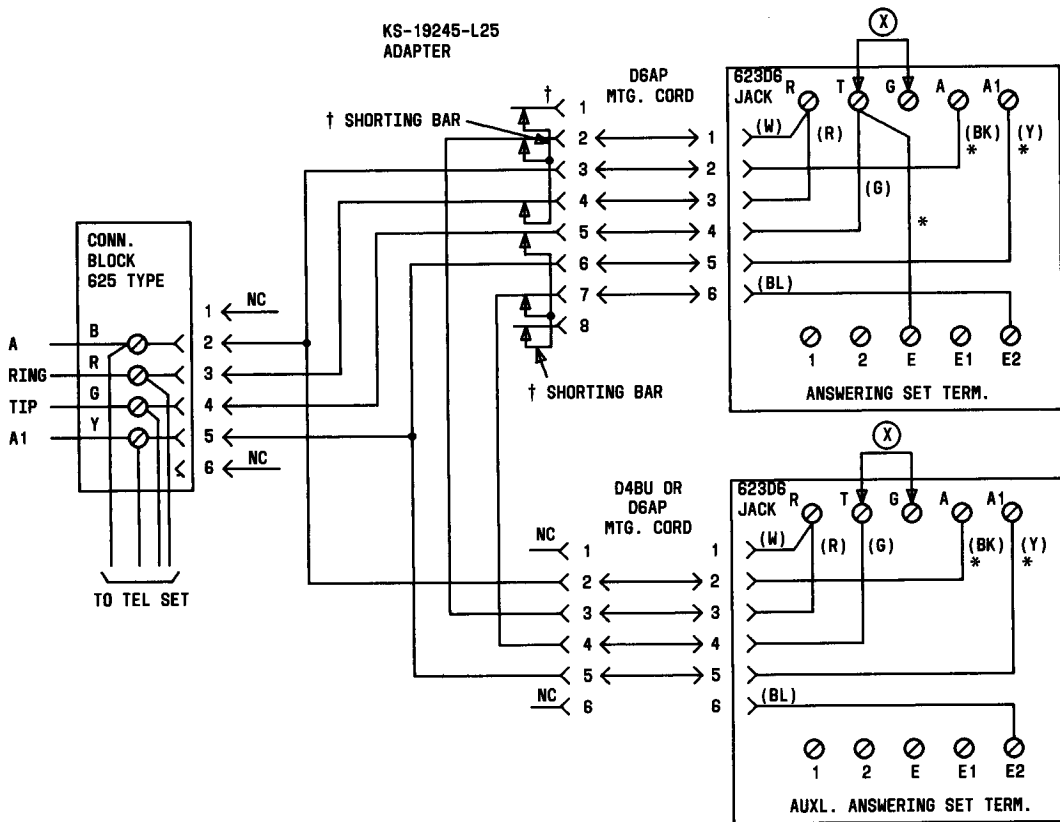 KS-19245-L25
ADAPTER
X
D6AP
MTG. CORD
623D6
JACK
R T G A A1
† 1
† SHORTING BAR
2 1 (W) (R) (BK) * (Y) *
3 2
4 3 (G)
5 4 *
6 5
7 6 (BL)
8
† SHORTING BAR
1 2 E E1 E2
ANSWERING SET TERM.
CONN.
BLOCK
625 TYPE
1 NC
A B 2
RING R 3
TIP G 4
A1 Y 5
6 NC
TO TEL SET
X
D4BU OR
D6AP
MTG. CORD
623D6
JACK
R T G A A1
NC 1 1 (W) (R) (G) (BK) * (Y) *
2 2
3 3
4 4
5 5
NC 6 6 (BL)
1 2 E E1 E2
AUXL. ANSWERING SET TERM.